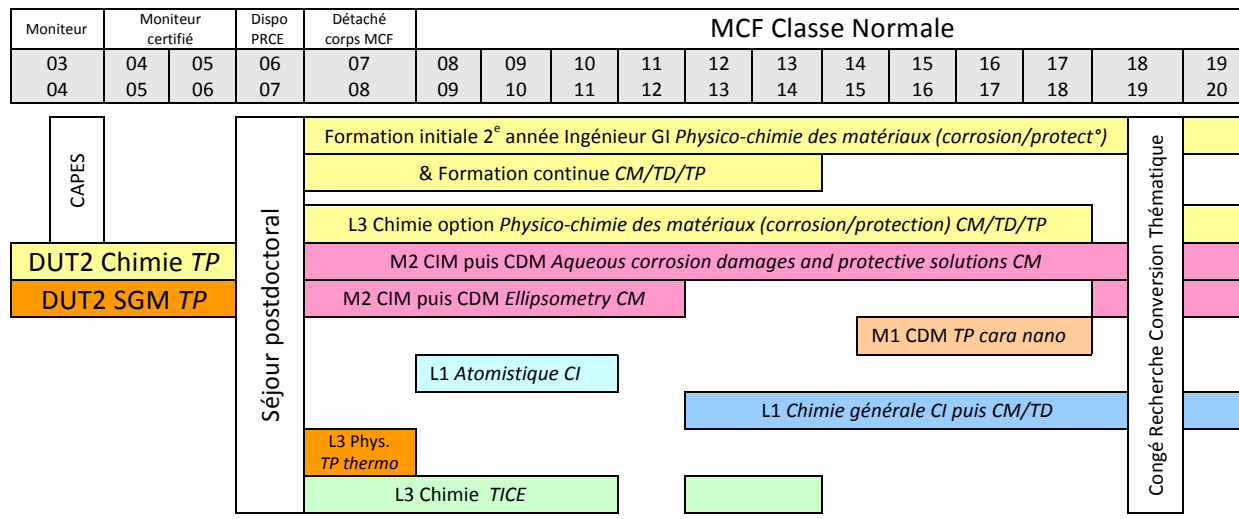 Moniteur
Moniteur
certifié
Dispo
PRCE
Détaché
corps MCF
MCF Classe Normale
03 04 05 06 07 08 09 10 11 12 13 14 15 16 17 18 19
04 05 06 07 08 09 10 11 12 13 14 15 16 17 18 19 20
CAPES
Séjour postdoctoral
Congé Recherche Conversion Thématique
Formation initiale 2e année Ingénieur GI Physico-chimie des matériaux (corrosion/protect°)
& Formation continue CM/TD/TP
L3 Chimie option Physico-chimie des matériaux (corrosion/protection) CM/TD/TP
DUT2 Chimie TP
M2 CIM puis CDM Aqueous corrosion damages and protective solutions CM
DUT2 SGM TP
M2 CIM puis CDM Ellipsometry CM
M1 CDM TP cara nano
L1 Atomistique CI
L1 Chimie générale CI puis CM/TD
L3 Phys.
TP thermo
L3 Chimie TICE